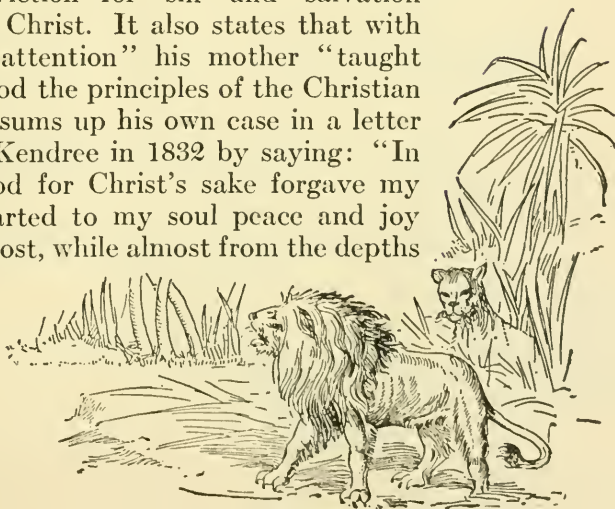 Christ. It also states that with
attention” his mother “taught
od the principles of the Christian
sums up his own case in a letter
Kendree in 1832 by saying: “In
od for Christ’s sake forgave my
arted to my soul peace and joy
ost, while almost from the depths